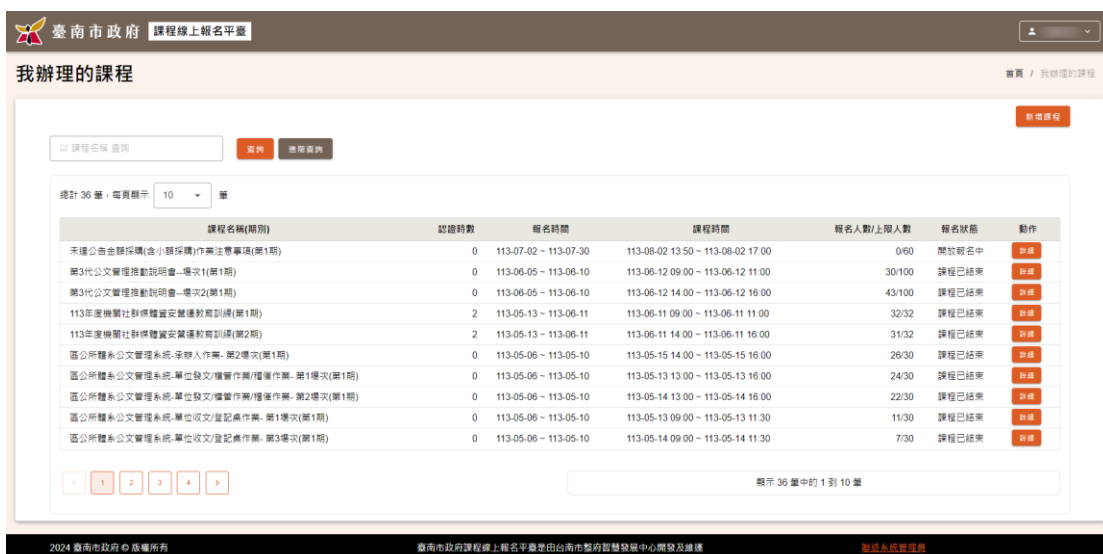 臺南市政府 課程線上報名平臺
我辦理的課程
首頁 / 我辦理的課程
新增課程
以 課程名稱 查詢 查詢 進階查詢
總計 36 筆，每頁顯示 10 筆
課程名稱(期別) 認證時數 報名時間 課程時間 報名人數/上限人數 報名狀態 動作
未達公告金額採購(含小額採購)作業注意事項(第1期) 0 113-07-02 ~ 113-07-30 113-08-02 13:50 ~ 113-08-02 17:00 0/60 開放報名中 詳細
第3代公文管理推動說明會--場次1(第1期) 0 113-06-05 ~ 113-06-10 113-06-12 09:00 ~ 113-06-12 11:00 30/100 課程已結束 詳細
第3代公文管理推動說明會--場次2(第1期) 0 113-06-05 ~ 113-06-10 113-06-12 14:00 ~ 113-06-12 16:00 43/100 課程已結束 詳細
113年度機關社群媒體資安營運教育訓練(第1期) 2 113-05-13 ~ 113-06-11 113-06-11 09:00 ~ 113-06-11 11:00 32/32 課程已結束 詳細
113年度機關社群媒體資安營運教育訓練(第2期) 2 113-05-13 ~ 113-06-11 113-06-11 14:00 ~ 113-06-11 16:00 31/32 課程已結束 詳細
區公所體系公文管理系統-承辦人作業- 第2場次(第1期) 0 113-05-06 ~ 113-05-10 113-05-15 14:00 ~ 113-05-15 16:00 26/30 課程已結束 詳細
區公所體系公文管理系統-單位發文/檔管作業/稽催作業- 第1場次(第1期) 0 113-05-06 ~ 113-05-10 113-05-13 13:00 ~ 113-05-13 16:00 24/30 課程已結束 詳細
區公所體系公文管理系統-單位發文/檔管作業/稽催作業- 第2場次(第1期) 0 113-05-06 ~ 113-05-10 113-05-14 13:00 ~ 113-05-14 16:00 22/30 課程已結束 詳細
區公所體系公文管理系統-單位收文/登記桌作業- 第1場次(第1期) 0 113-05-06 ~ 113-05-10 113-05-13 09:00 ~ 113-05-13 11:30 11/30 課程已結束 詳細
區公所體系公文管理系統-單位收文/登記桌作業- 第3場次(第1期) 0 113-05-06 ~ 113-05-10 113-05-14 09:00 ~ 113-05-14 11:30 7/30 課程已結束 詳細
< 1 2 3 4 > 顯示 36 筆中的 1 到 10 筆
2024 臺南市政府 © 版權所有 臺南市政府課程線上報名平臺是由台南市政府智慧發展中心開發及維運 聯絡系統管理員